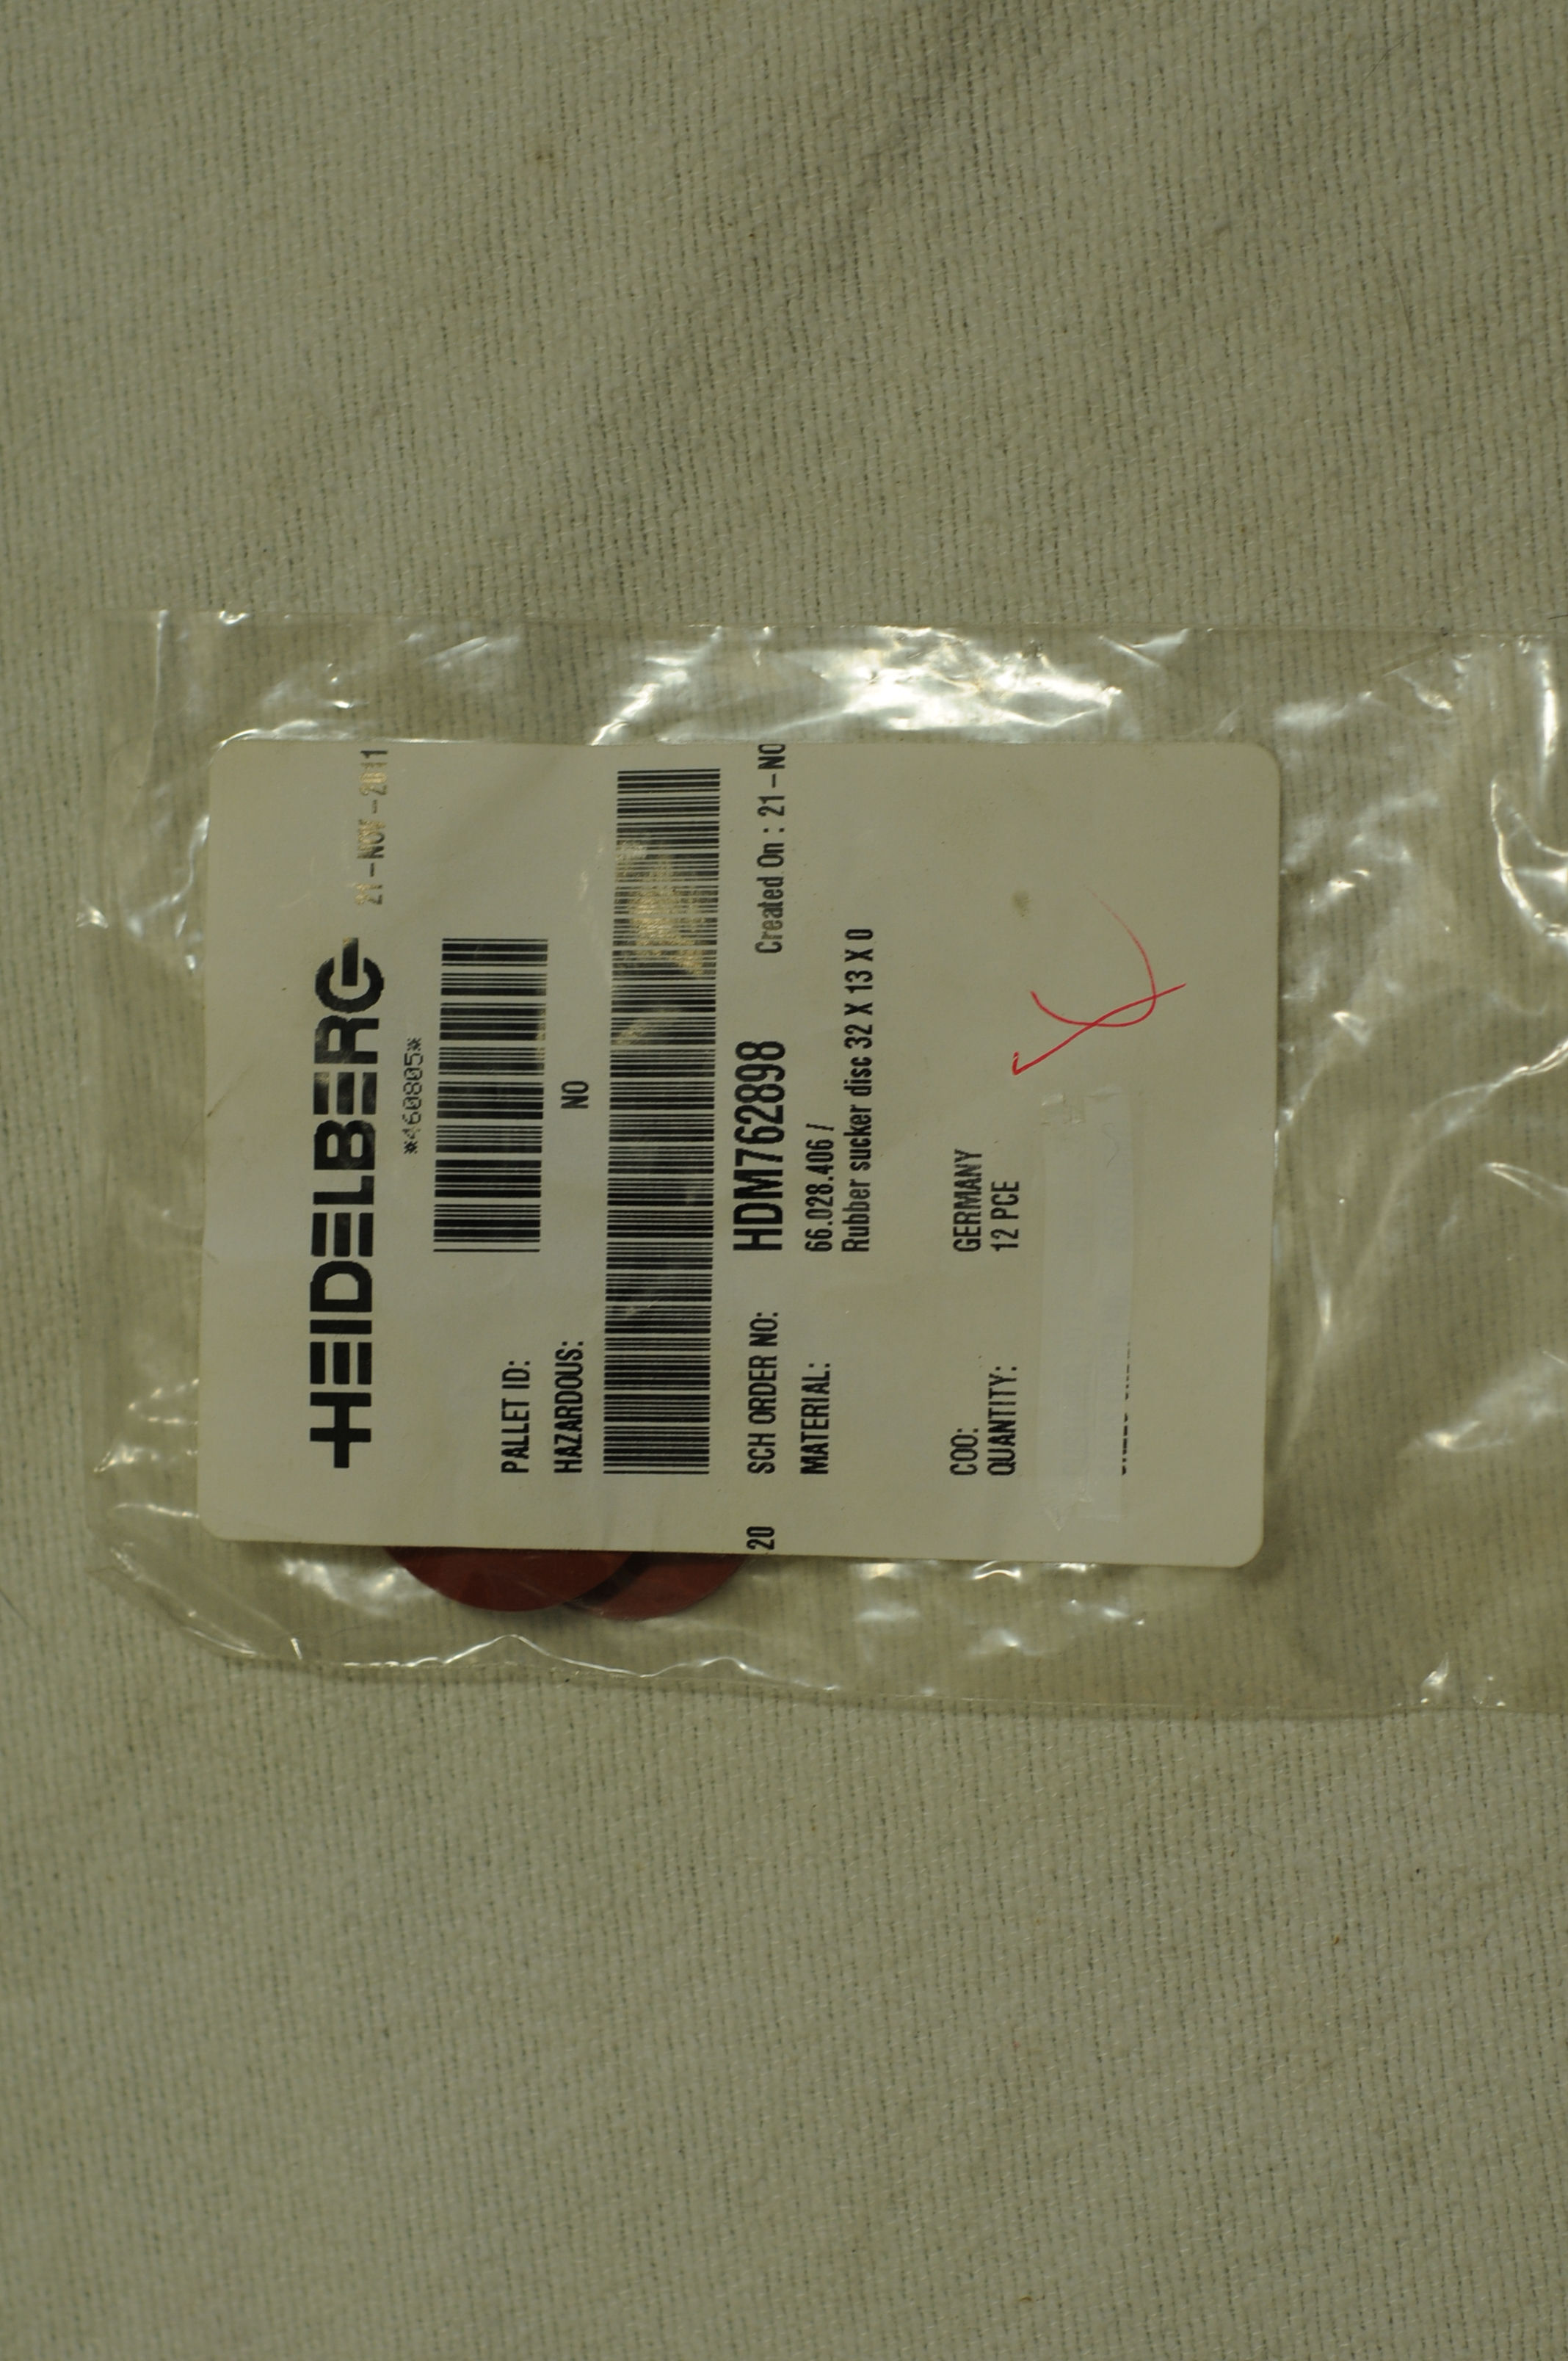 HEIDELBERG 21-NOV-2011
*460805*
PALLET ID:
HAZARDOUS: NO
20 SCH ORDER NO: HDM762898 Created On : 21-NO
MATERIAL: 66.028.406 /
Rubber sucker disc 32 X 13 X 0
COO: GERMANY
QUANTITY: 12 PCE